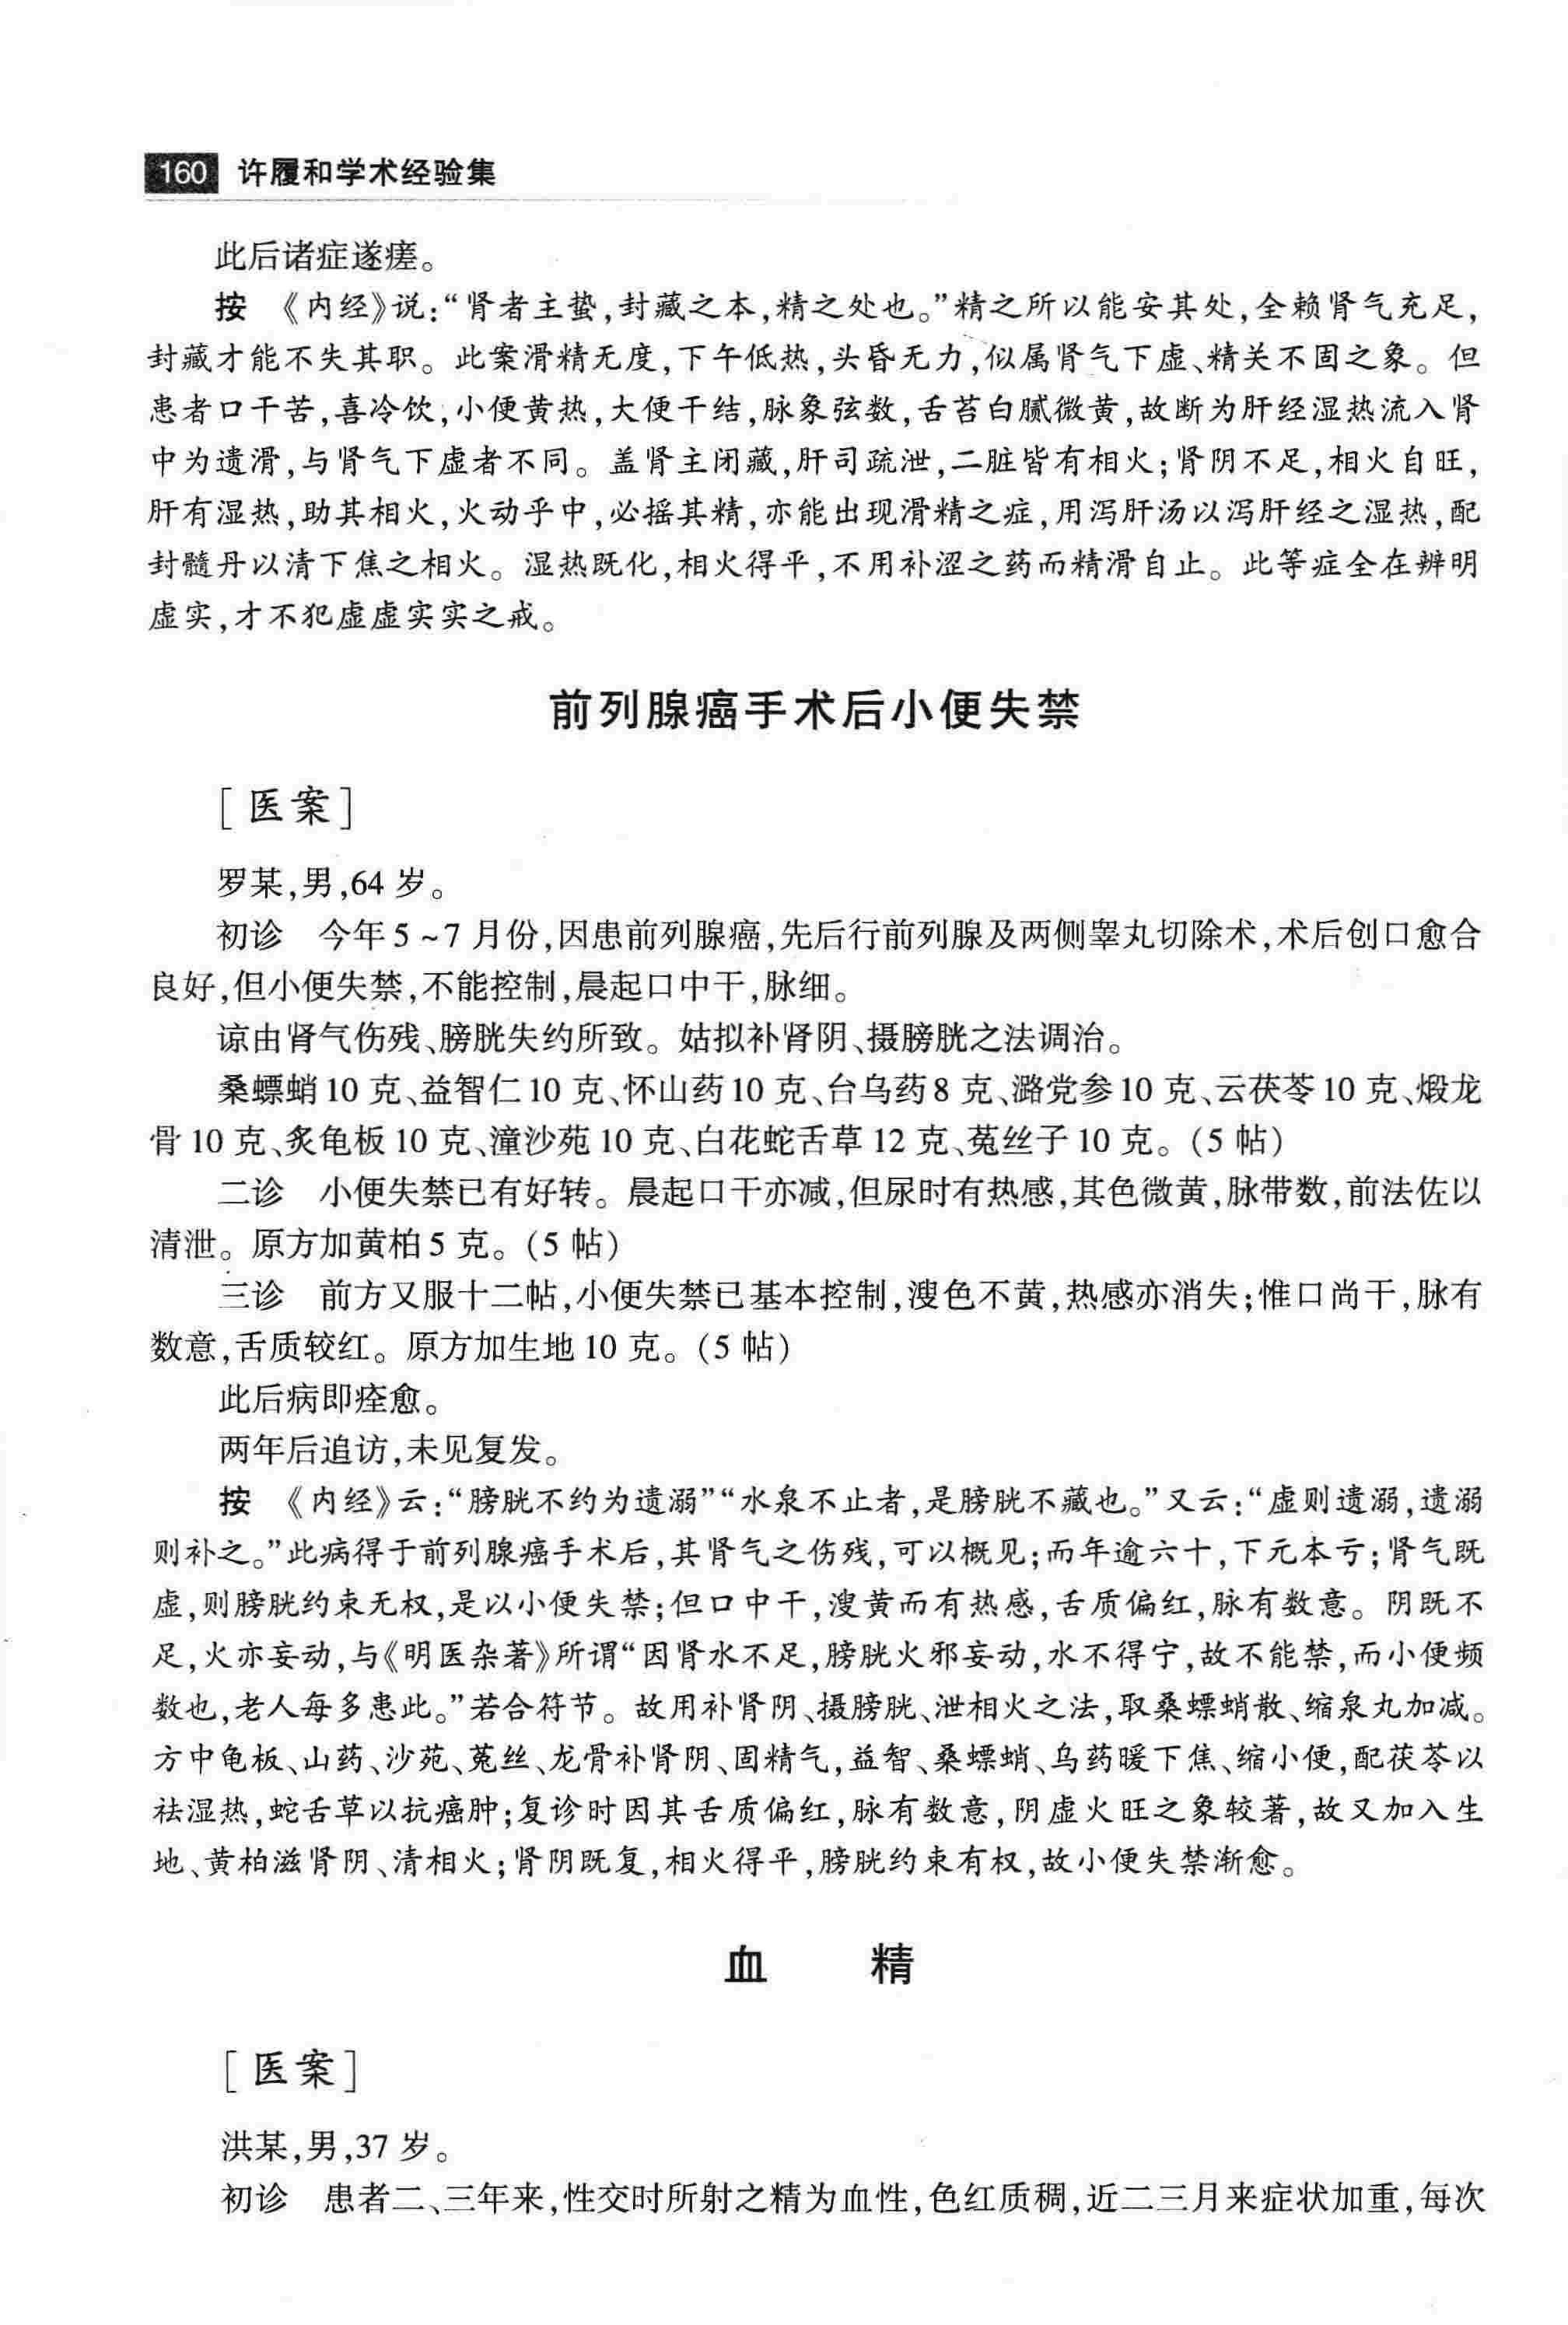 160 许履和学术经验集
此后诸症遂瘥。
按 《内经》说：“肾者主蛰，封藏之本，精之处也。”精之所以能安其处，全赖肾气充足，
封藏才能不失其职。此案滑精无度，下午低热，头昏无力，似属肾气下虚、精关不固之象。但
患者口干苦，喜冷饮，小便黄热，大便干结，脉象弦数，舌苔白腻微黄，故断为肝经湿热流入肾
中为遗滑，与肾气下虚者不同。盖肾主闭藏，肝司疏泄，二脏皆有相火；肾阴不足，相火自旺，
肝有湿热，助其相火，火动乎中，必摇其精，亦能出现滑精之症，用泻肝汤以泻肝经之湿热，配
封髓丹以清下焦之相火。湿热既化，相火得平，不用补涩之药而精滑自止。此等症全在辨明
虚实，才不犯虚虚实实之戒。
前列腺癌手术后小便失禁
［医案］
罗某，男，64岁。
初诊 今年5~7月份，因患前列腺癌，先后行前列腺及两侧睾丸切除术，术后创口愈合
良好，但小便失禁，不能控制，晨起口中干，脉细。
谅由肾气伤残、膀胱失约所致。姑拟补肾阴、摄膀胱之法调治。
桑螵蛸10克、益智仁10克、怀山药10克、台乌药8克、潞党参10克、云茯苓10克、煅龙
骨10克、炙龟板10克、潼沙苑10克、白花蛇舌草12克、菟丝子10克。(5帖)
二诊 小便失禁已有好转。晨起口干亦减，但尿时有热感，其色微黄，脉带数，前法佐以
清泄。原方加黄柏5克。(5帖)
三诊 前方又服十二帖，小便失禁已基本控制，溲色不黄，热感亦消失；惟口尚干，脉有
数意，舌质较红。原方加生地10克。(5帖)
此后病即痊愈。
两年后追访，未见复发。
按 《内经》云：“膀胱不约为遗溺”“水泉不止者，是膀胱不藏也。”又云：“虚则遗溺，遗溺
则补之。”此病得于前列腺癌手术后，其肾气之伤残，可以概见；而年逾六十，下元本亏；肾气既
虚，则膀胱约束无权，是以小便失禁；但口中干，溲黄而有热感，舌质偏红，脉有数意。阴既不
足，火亦妄动，与《明医杂著》所谓“因肾水不足，膀胱火邪妄动，水不得宁，故不能禁，而小便频
数也，老人每多患此。”若合符节。故用补肾阴、摄膀胱、泄相火之法，取桑螵蛸散、缩泉丸加减。
方中龟板、山药、沙苑、菟丝、龙骨补肾阴、固精气，益智、桑螵蛸、乌药暖下焦、缩小便，配茯苓以
祛湿热，蛇舌草以抗癌肿；复诊时因其舌质偏红，脉有数意，阴虚火旺之象较著，故又加入生
地、黄柏滋肾阴、清相火；肾阴既复，相火得平，膀胱约束有权，故小便失禁渐愈。
血 精
［医案］
洪某，男，37岁。
初诊 患者二、三年来，性交时所射之精为血性，色红质稠，近二三月来症状加重，每次